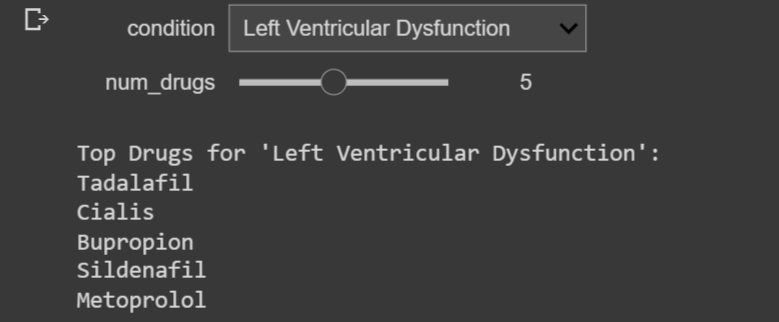 condition Left Ventricular Dysfunction
num_drugs 5
Top Drugs for 'Left Ventricular Dysfunction':
Tadalafil
Cialis
Bupropion
Sildenafil
Metoprolol